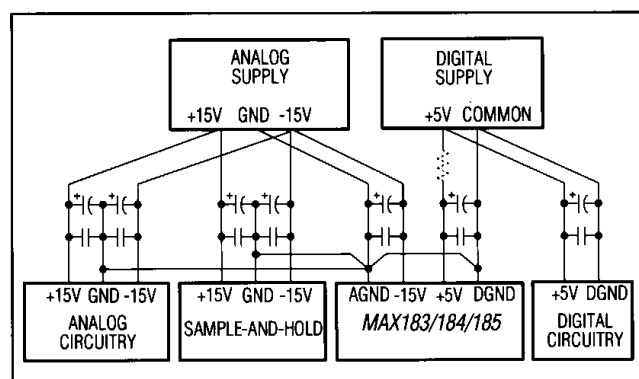 ANALOG
SUPPLY
+15V GND -15V
DIGITAL
SUPPLY
+5V COMMON
+ + + + + + +
+15V GND -15V
ANALOG
CIRCUITRY
+15V GND -15V
SAMPLE-AND-HOLD
AGND -15V +5V DGND
MAX183/184/185
+5V DGND
DIGITAL
CIRCUITRY